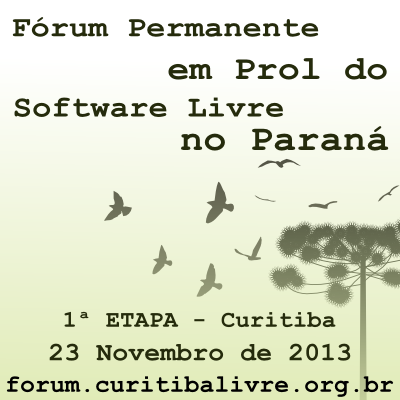 Fórum Permanente
em Prol do
Software Livre
no Paraná
1ª ETAPA - Curitiba
23 Novembro de 2013
forum.curitibalivre.org.br